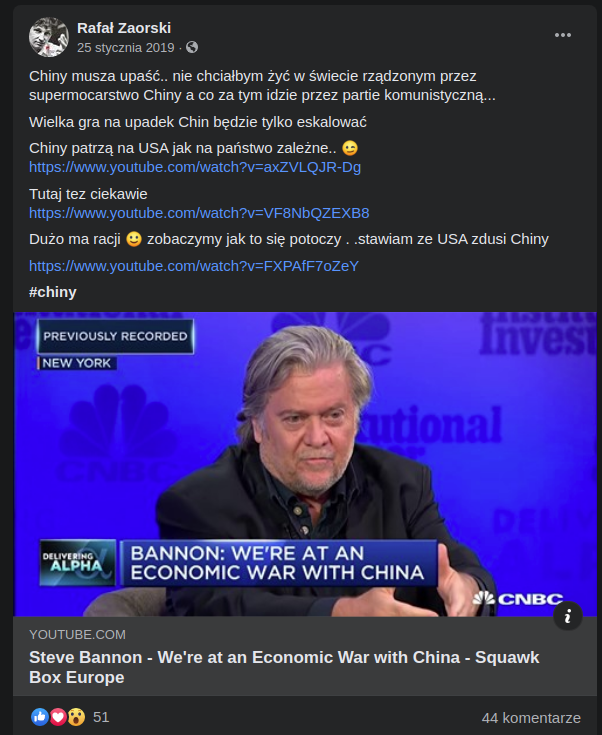 Rafał Zaorski
25 stycznia 2019 ·
Chiny musza upaść.. nie chciałbym żyć w świecie rządzonym przez
supermocarstwo Chiny a co za tym idzie przez partie komunistyczną...
Wielka gra na upadek Chin będzie tylko eskalować
Chiny patrzą na USA jak na państwo zależne.. 😉
https://www.youtube.com/watch?v=axZVLQJR-Dg
Tutaj tez ciekawie
https://www.youtube.com/watch?v=VF8NbQZEXB8
Dużo ma racji 🙂 zobaczymy jak to się potoczy . .stawiam ze USA zdusi Chiny
https://www.youtube.com/watch?v=FXPAfF7oZeY
#chiny
PREVIOUSLY RECORDED
NEW YORK
Invest
CNBC
DELIVERING
ALPHA
BANNON: WE'RE AT AN
ECONOMIC WAR WITH CHINA
CNBC
YOUTUBE.COM
Steve Bannon - We're at an Economic War with China - Squawk
Box Europe
51
44 komentarze